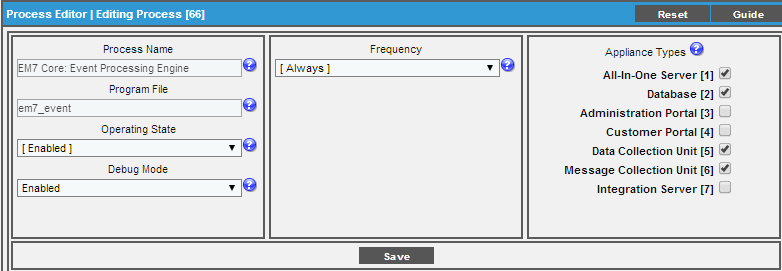 Process Editor | Editing Process [66]
Reset
Guide
Process Name
EM7 Core: Event Processing Engine
?
Program File
em7_event
?
Operating State
[ Enabled ]
?
Debug Mode
Enabled
?
Frequency
[ Always ]
?
Appliance Types ?
All-In-One Server [1]
Database [2]
Administration Portal [3]
Customer Portal [4]
Data Collection Unit [5]
Message Collection Unit [6]
Integration Server [7]
Save